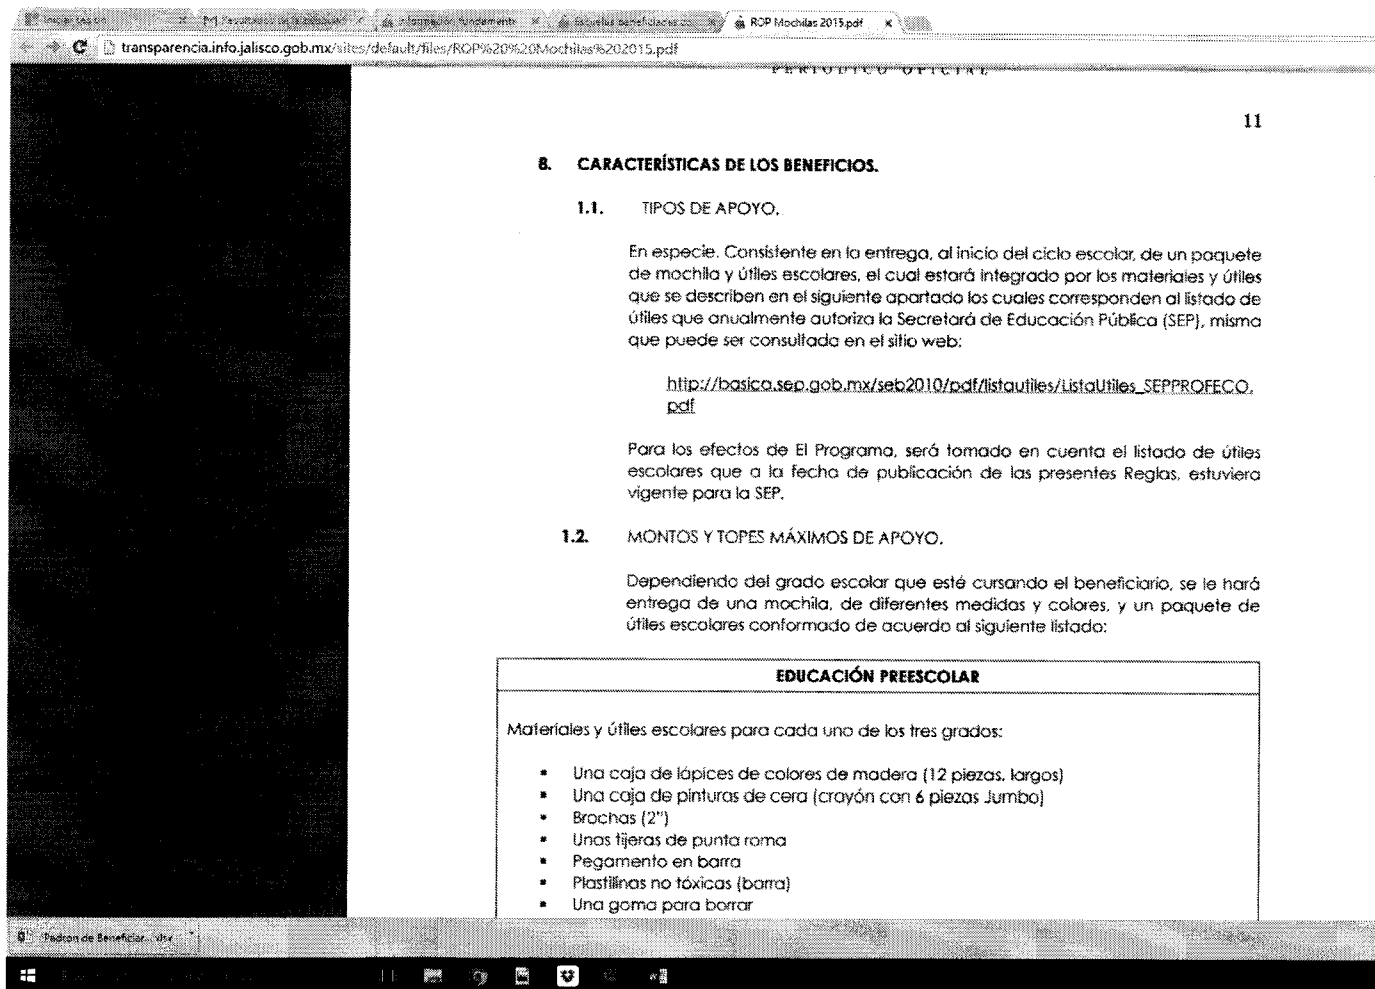 Información fundamenta
ROP Mochilas 2015.pdf
transparencia.info.jalisco.gob.mx/sites/default/files/ROP%20%20Mochilas%202015.pdf
PERIÓDICO OFICIAL
11
8. CARACTERÍSTICAS DE LOS BENEFICIOS.
1.1. TIPOS DE APOYO.
En especie. Consistente en la entrega, al inicio del ciclo escolar, de un paquete
de mochila y útiles escolares, el cual estará integrado por los materiales y útiles
que se describen en el siguiente apartado los cuales corresponden al listado de
útiles que anualmente autoriza la Secretará de Educación Pública (SEP), misma
que puede ser consultada en el sitio web:
http://basica.sep.gob.mx/seb2010/pdf/listautiles/ListaUtiles_SEPPROFECO.
pdf
Para los efectos de El Programa, será tomado en cuenta el listado de útiles
escolares que a la fecha de publicación de las presentes Reglas, estuviera
vigente para la SEP.
1.2. MONTOS Y TOPES MÁXIMOS DE APOYO.
Dependiendo del grado escolar que esté cursando el beneficiario, se le hará
entrega de una mochila, de diferentes medidas y colores, y un paquete de
útiles escolares conformado de acuerdo al siguiente listado:
EDUCACIÓN PREESCOLAR
Materiales y útiles escolares para cada uno de los tres grados:
▪ Una caja de lápices de colores de madera (12 piezas, largos)
▪ Una caja de pinturas de cera (crayón con 6 piezas Jumbo)
▪ Brochas (2")
▪ Unas tijeras de punta roma
▪ Pegamento en barra
▪ Plastilinas no tóxicas (barra)
▪ Una goma para borrar
Padron de Beneficiar....xlsx